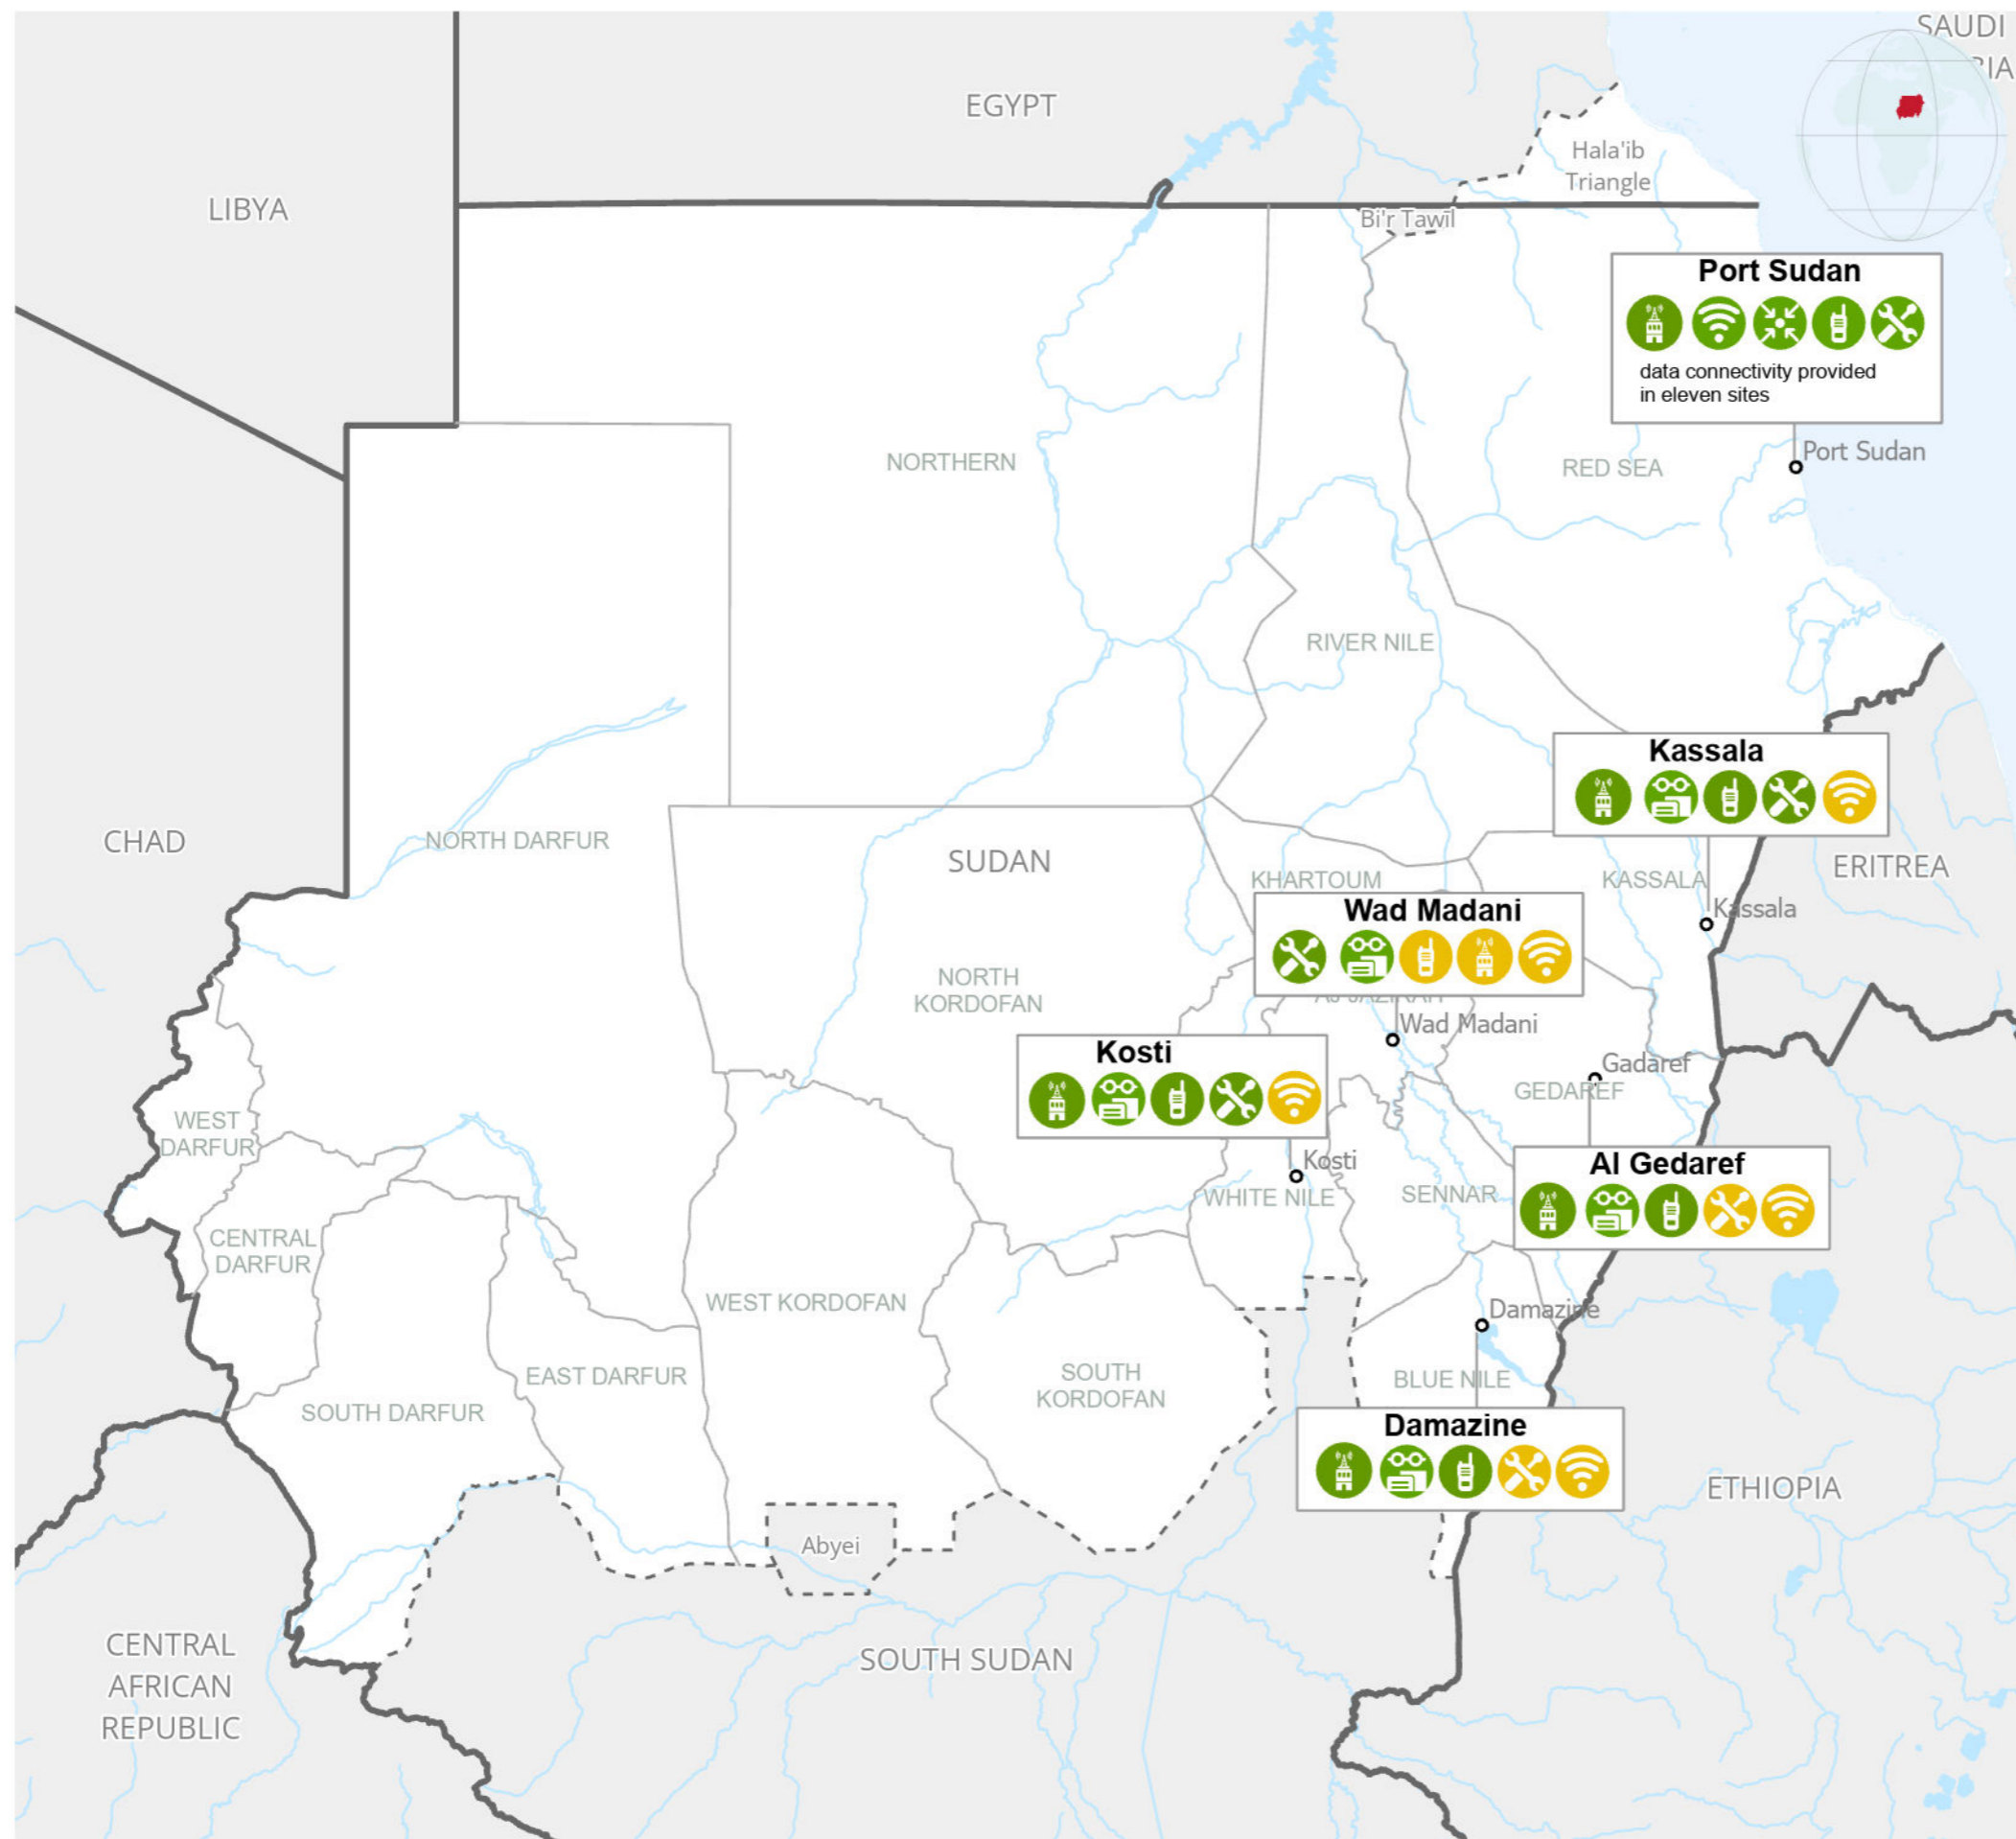 SAUDI
EGYPT
Hala'ib
Triangle
LIBYA
Bi'r Tawīl
Port Sudan
data connectivity provided
in eleven sites
NORTHERN
RED SEA
Port Sudan
RIVER NILE
Kassala
CHAD
NORTH DARFUR
SUDAN
KHARTOUM
KASSALA
ERITREA
Kassala
Wad Madani
NORTH
KORDOFAN
Wad Madani
Kosti
Gadaref
GEDAREF
WEST
DARFUR
Kosti
WHITE NILE
SENNAR
Al Gedaref
CENTRAL
DARFUR
WEST KORDOFAN
Damazine
SOUTH
KORDOFAN
EAST DARFUR
BLUE NILE
SOUTH DARFUR
Damazine
ETHIOPIA
Abyei
CENTRAL
AFRICAN
REPUBLIC
SOUTH SUDAN